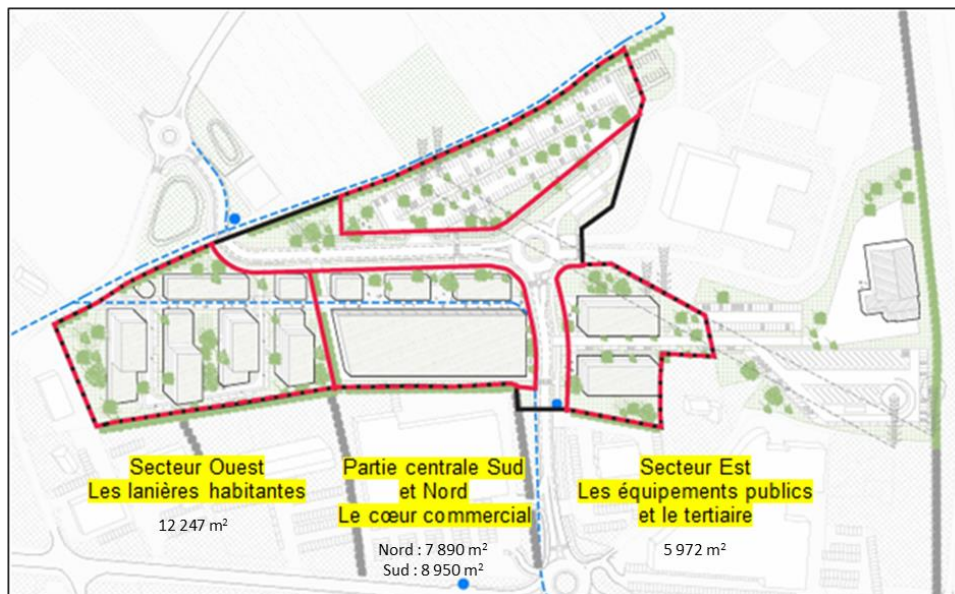 Secteur Ouest
Les lanières habitantes
12 247 m²
Partie centrale Sud
et Nord
Le cœur commercial
Nord : 7 890 m²
Sud : 8 950 m²
Secteur Est
Les équipements publics
et le tertiaire
5 972 m²